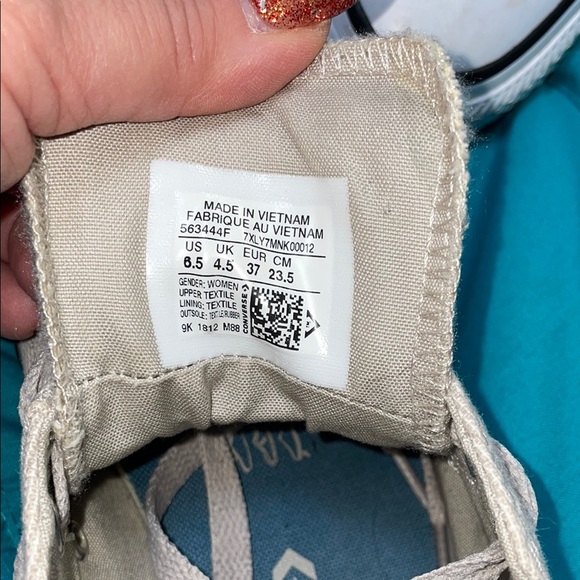 MADE IN VIETNAM
FABRIQUE AU VIETNAM
563444F 7XLY7MNK00012
US UK EUR CM
6.5 4.5 37 23.5
GENDER: WOMEN
UPPER TEXTILE
LINING: TEXTILE
OUTSOLE: TEXTILE RUBBER
9K 1812 M88
CONVERSE